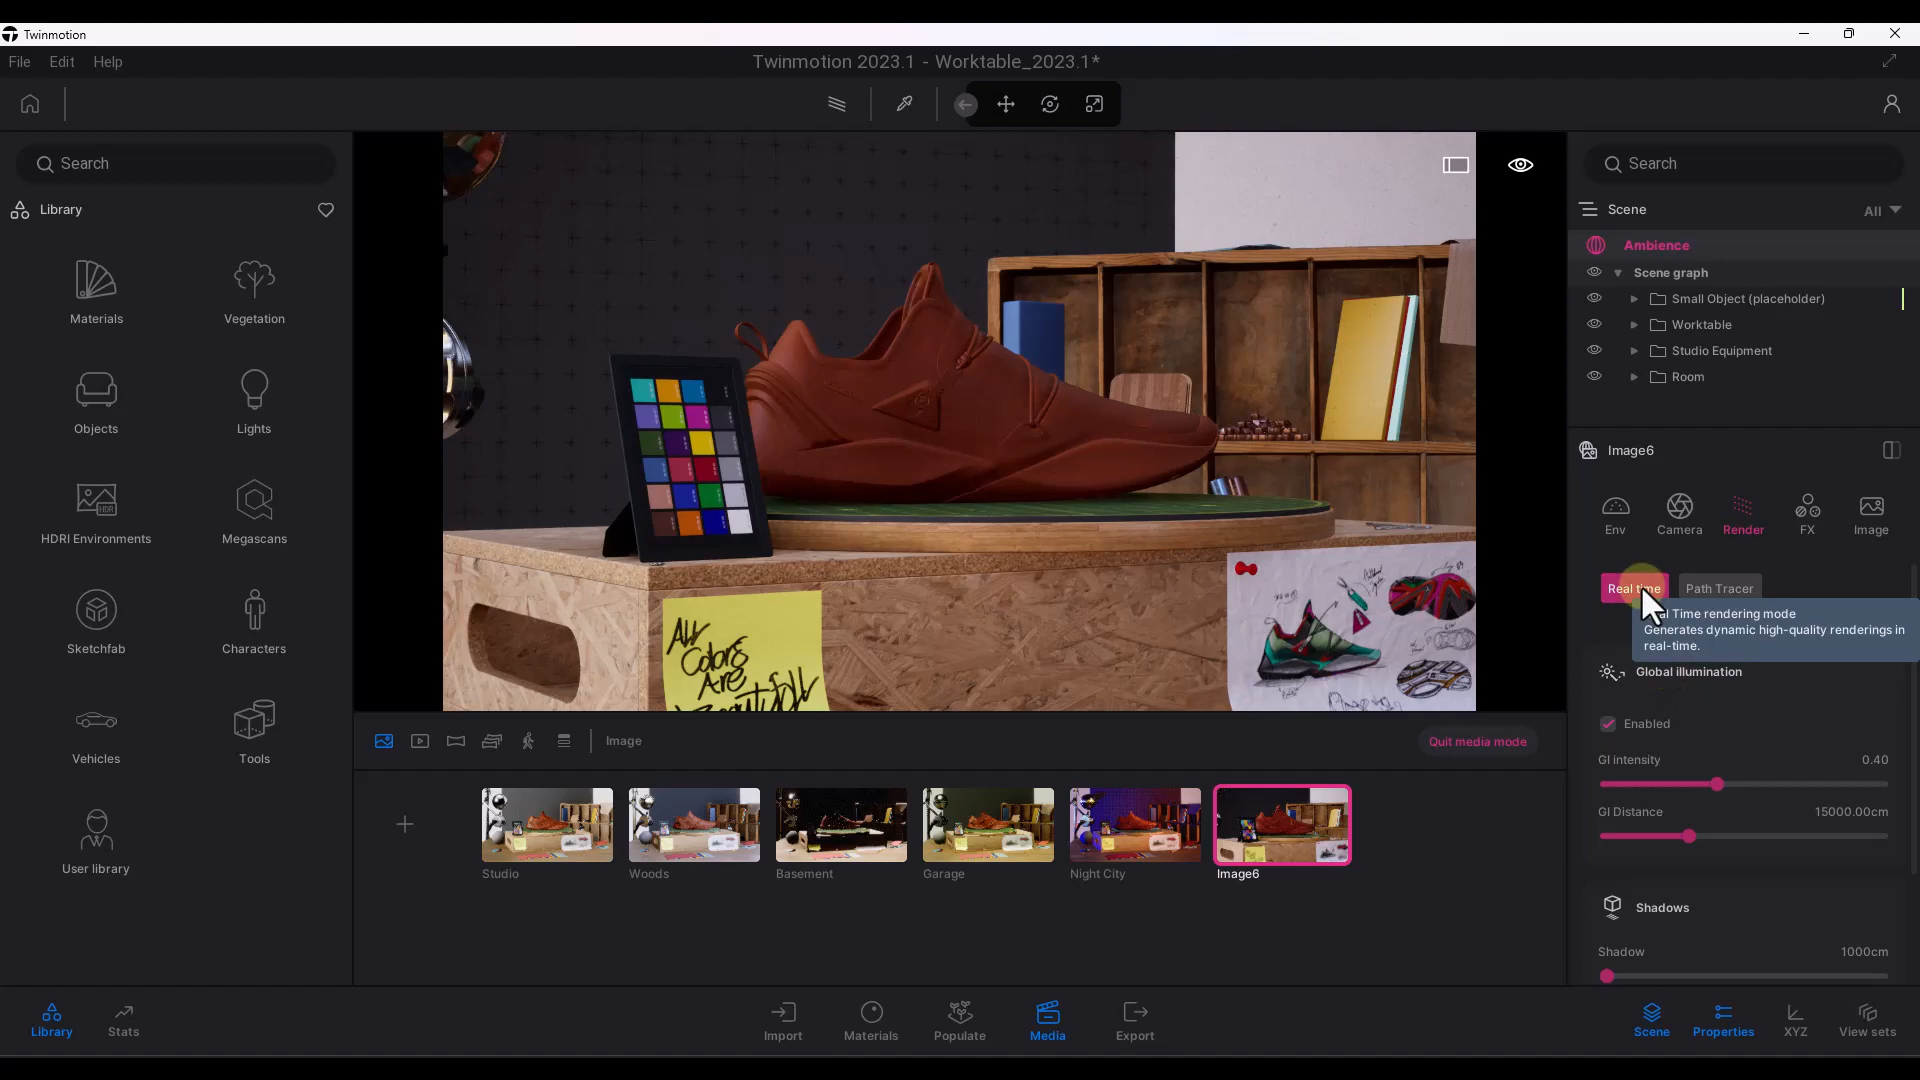 Twinmotion
File Edit Help
Twinmotion 2023.1 - Worktable_2023.1*
Search
Library
Materials
Vegetation
Objects
Lights
HDR
HDRI Environments
Megascans
Sketchfab
Characters
Vehicles
Tools
User library
All
Colors
Are
Beautiful
Image
Quit media mode
Studio
Woods
Basement
Garage
Night City
Image6
Search
Scene
All
Ambience
Scene graph
Small Object (placeholder)
Worktable
Studio Equipment
Room
Image6
Env
Camera
Render
FX
Image
Real time
Path Tracer
Time rendering mode
Generates dynamic high-quality renderings in
real-time.
Global illumination
Enabled
GI intensity 0.40
GI Distance 15000.00cm
Shadows
Shadow 1000cm
Library
Stats
Import
Materials
Populate
Media
Export
Scene
Properties
XYZ
View sets